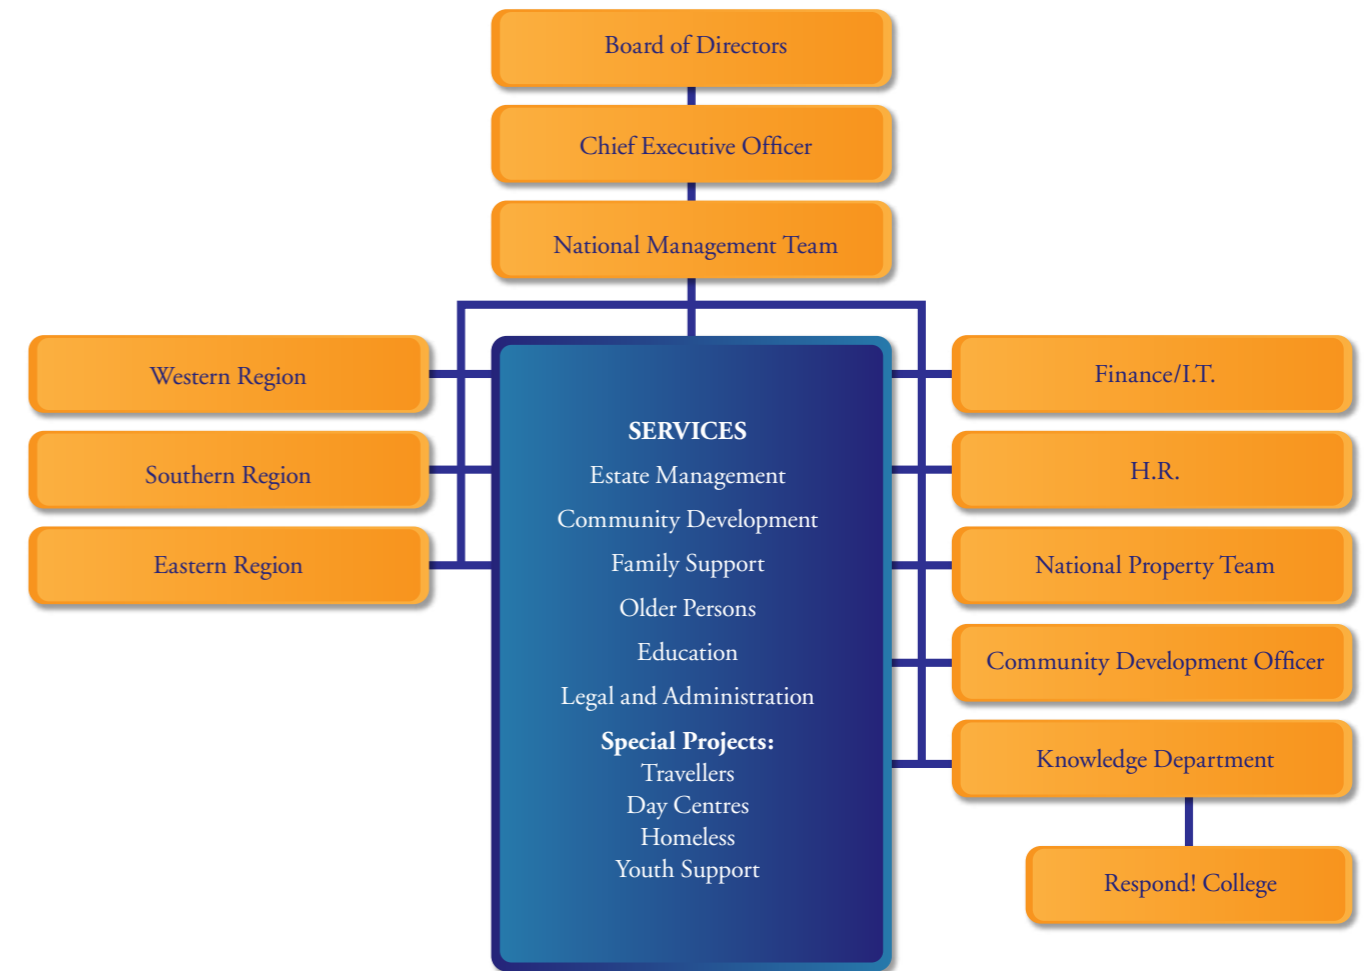 Board of Directors
Chief Executive Officer
National Management Team
Western Region
Southern Region
Eastern Region
SERVICES
Estate Management
Community Development
Family Support
Older Persons
Education
Legal and Administration
Special Projects:
Travellers
Day Centres
Homeless
Youth Support
Finance/I.T.
H.R.
National Property Team
Community Development Officer
Knowledge Department
Respond! College